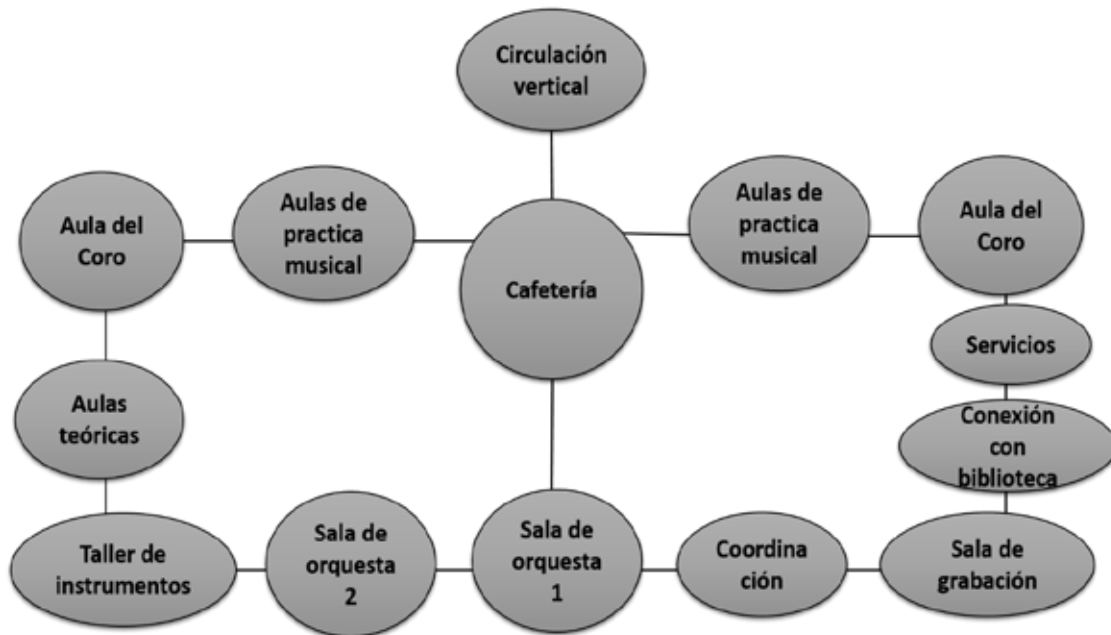 Circulación
vertical
Aula del
Coro
Aulas de
practica
musical
Cafetería
Aulas de
practica
musical
Aula del
Coro
Servicios
Aulas
teóricas
Conexión
con
biblioteca
Taller de
instrumentos
Sala de
orquesta
2
Sala de
orquesta
1
Coordina
ción
Sala de
grabación